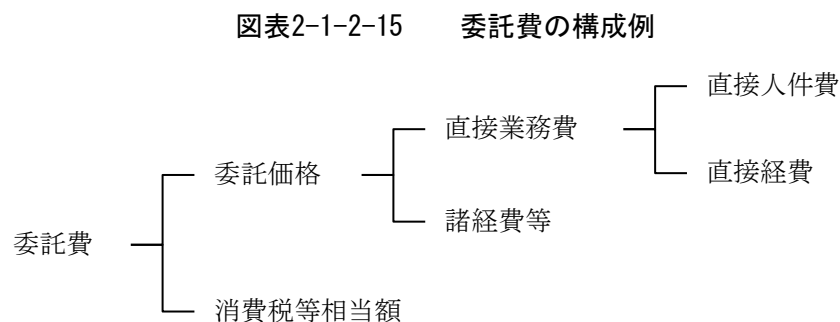 図表2-1-2-15　　委託費の構成例
直接人件費
直接業務費
委託価格
直接経費
諸経費等
委託費
消費税等相当額